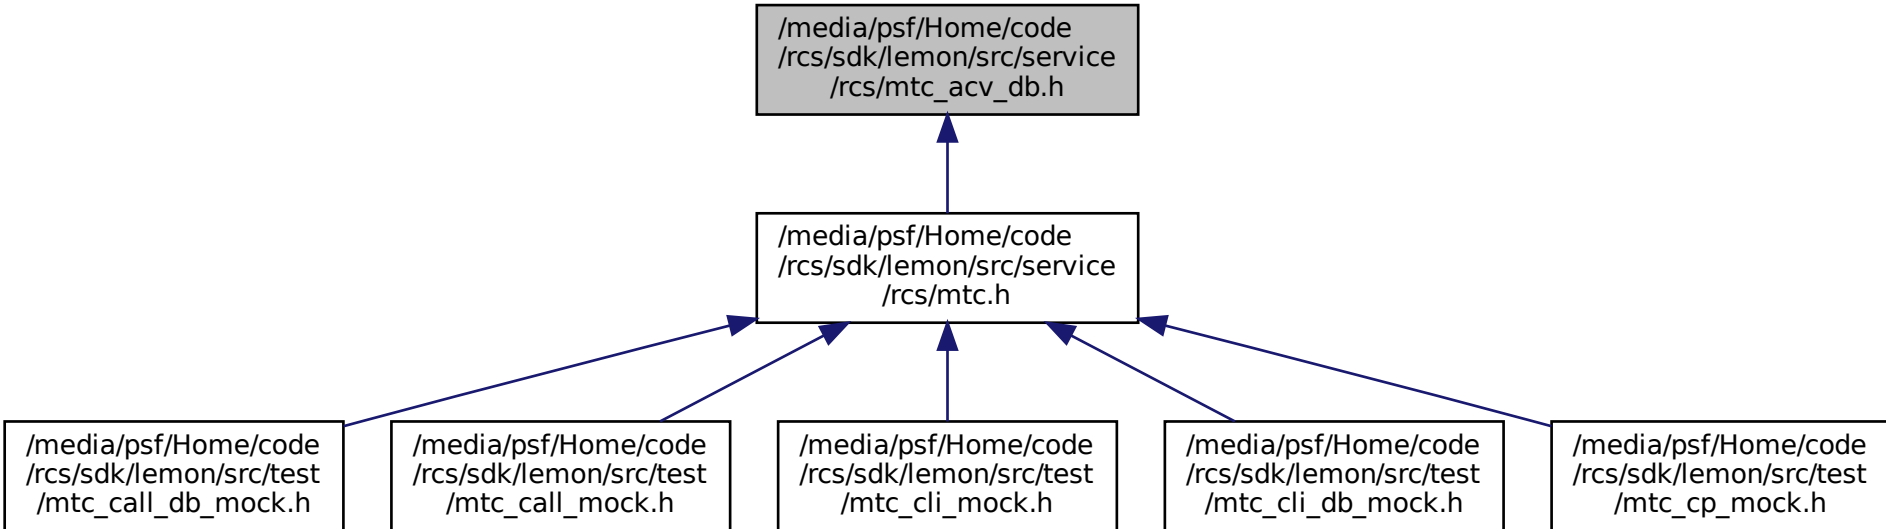 /media/psf/Home/code
/rcs/sdk/lemon/src/service
/rcs/mtc_acv_db.h
/media/psf/Home/code
/rcs/sdk/lemon/src/service
/rcs/mtc.h
/media/psf/Home/code
/rcs/sdk/lemon/src/test
/mtc_call_db_mock.h
/media/psf/Home/code
/rcs/sdk/lemon/src/test
/mtc_call_mock.h
/media/psf/Home/code
/rcs/sdk/lemon/src/test
/mtc_cli_mock.h
/media/psf/Home/code
/rcs/sdk/lemon/src/test
/mtc_cli_db_mock.h
/media/psf/Home/code
/rcs/sdk/lemon/src/test
/mtc_cp_mock.h